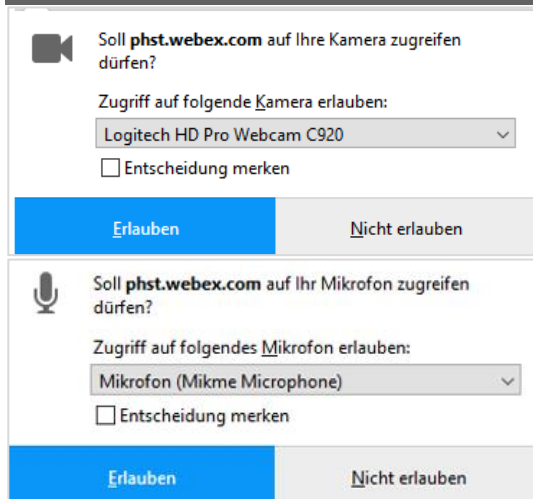 Soll phst.webex.com auf Ihre Kamera zugreifen
dürfen?
Zugriff auf folgende Kamera erlauben:
Logitech HD Pro Webcam C920
Entscheidung merken
Erlauben Nicht erlauben
Soll phst.webex.com auf Ihr Mikrofon zugreifen
dürfen?
Zugriff auf folgendes Mikrofon erlauben:
Mikrofon (Mikme Microphone)
Entscheidung merken
Erlauben Nicht erlauben